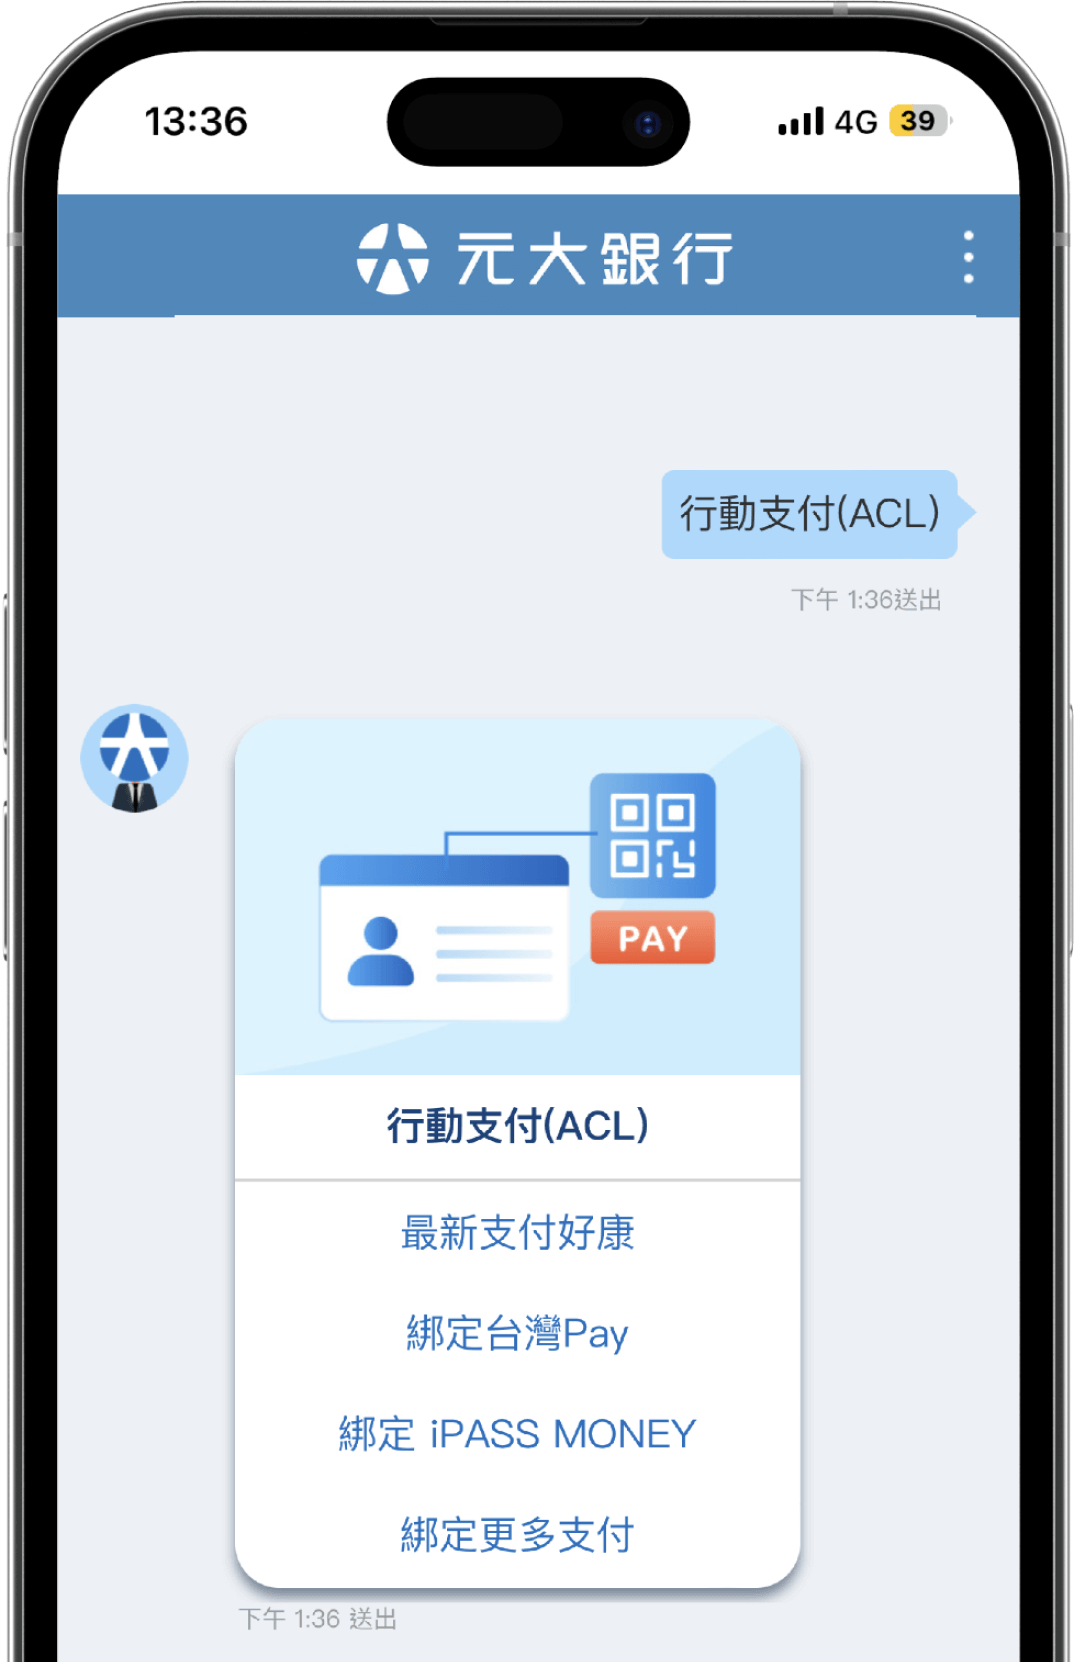 13:36
4G 39
元大銀行
行動支付(ACL)
下午 1:36送出
PAY
行動支付(ACL)
最新支付好康
綁定台灣Pay
綁定 iPASS MONEY
綁定更多支付
下午 1:36 送出